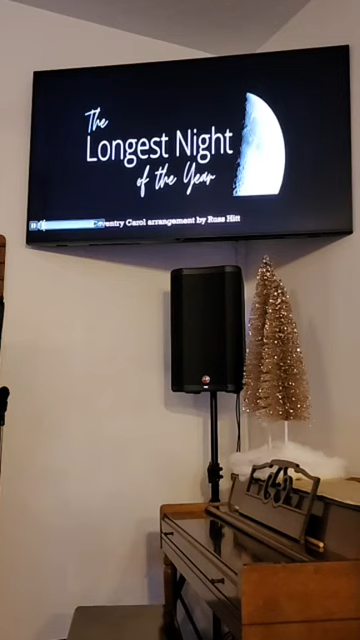 The
Longest Night
of the Year
Coventry Carol arrangement by Russ Hitt